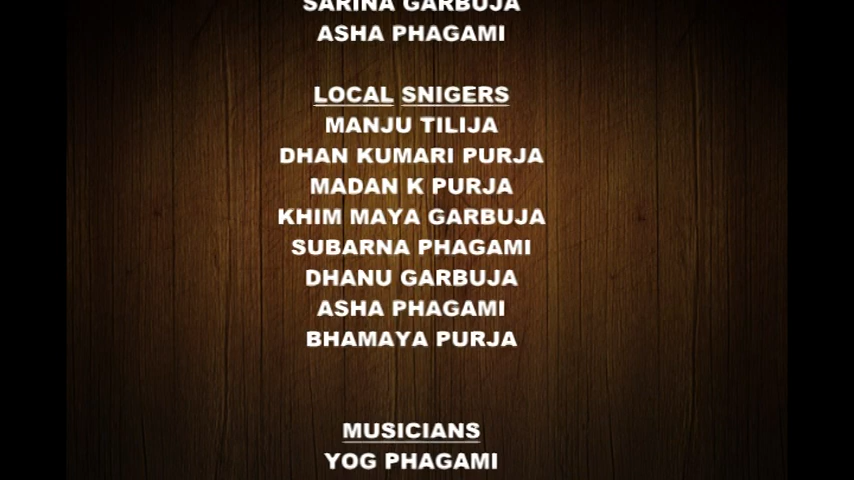 SARINA GARBUJA
ASHA PHAGAMI
LOCAL SNIGERS
MANJU TILIJA
DHAN KUMARI PURJA
MADAN K PURJA
KHIM MAYA GARBUJA
SUBARNA PHAGAMI
DHANU GARBUJA
ASHA PHAGAMI
BHAMAYA PURJA
MUSICIANS
YOG PHAGAMI